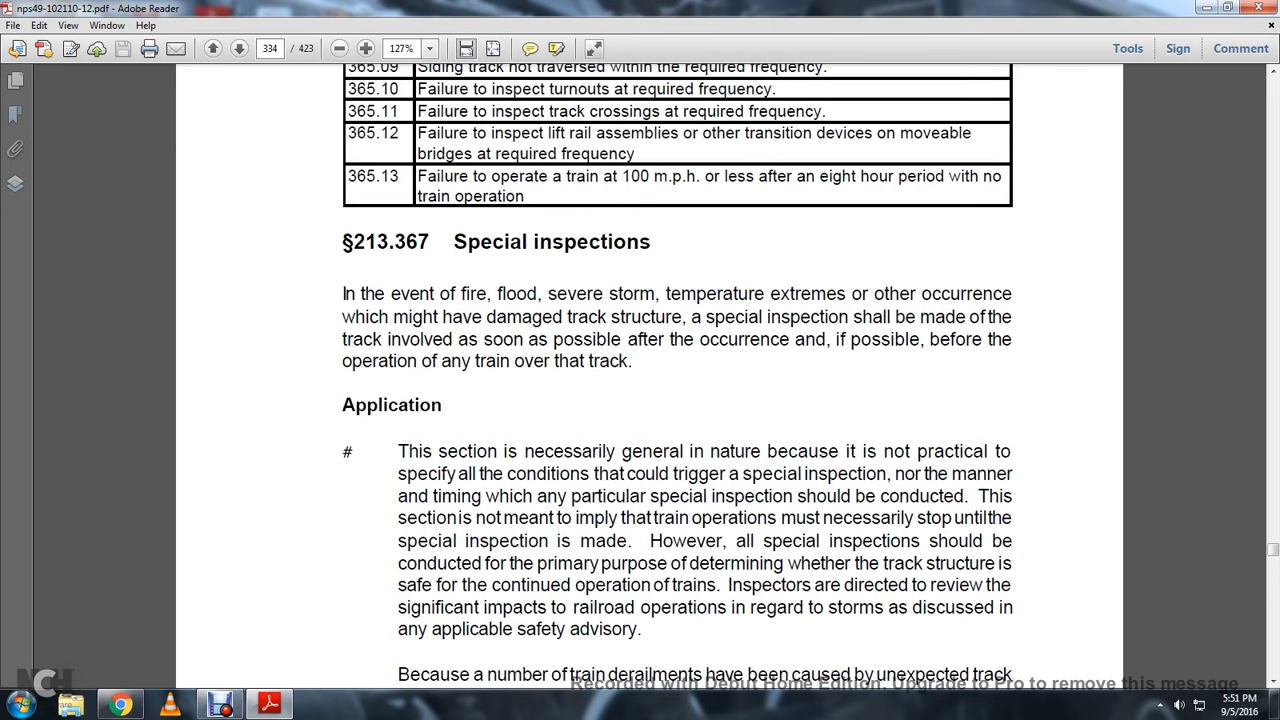 nps49-102110-12.pdf - Adobe Reader
File Edit View Window Help
334 / 423 127% Tools Sign Comment
365.09 Siding track not traversed within the required frequency.
365.10 Failure to inspect turnouts at required frequency.
365.11 Failure to inspect track crossings at required frequency.
365.12 Failure to inspect lift rail assemblies or other transition devices on moveable
bridges at required frequency
365.13 Failure to operate a train at 100 m.p.h. or less after an eight hour period with no
train operation
§213.367 Special inspections
In the event of fire, flood, severe storm, temperature extremes or other occurrence
which might have damaged track structure, a special inspection shall be made of the
track involved as soon as possible after the occurrence and, if possible, before the
operation of any train over that track.
Application
# This section is necessarily general in nature because it is not practical to
specify all the conditions that could trigger a special inspection, nor the manner
and timing which any particular special inspection should be conducted. This
section is not meant to imply that train operations must necessarily stop until the
special inspection is made. However, all special inspections should be
conducted for the primary purpose of determining whether the track structure is
safe for the continued operation of trains. Inspectors are directed to review the
significant impacts to railroad operations in regard to storms as discussed in
any applicable safety advisory.
Because a number of train derailments have been caused by unexpected track
Recorded with Debut Home Edition. Upgrade to Pro to remove this message
NCH
5:51 PM
9/5/2016